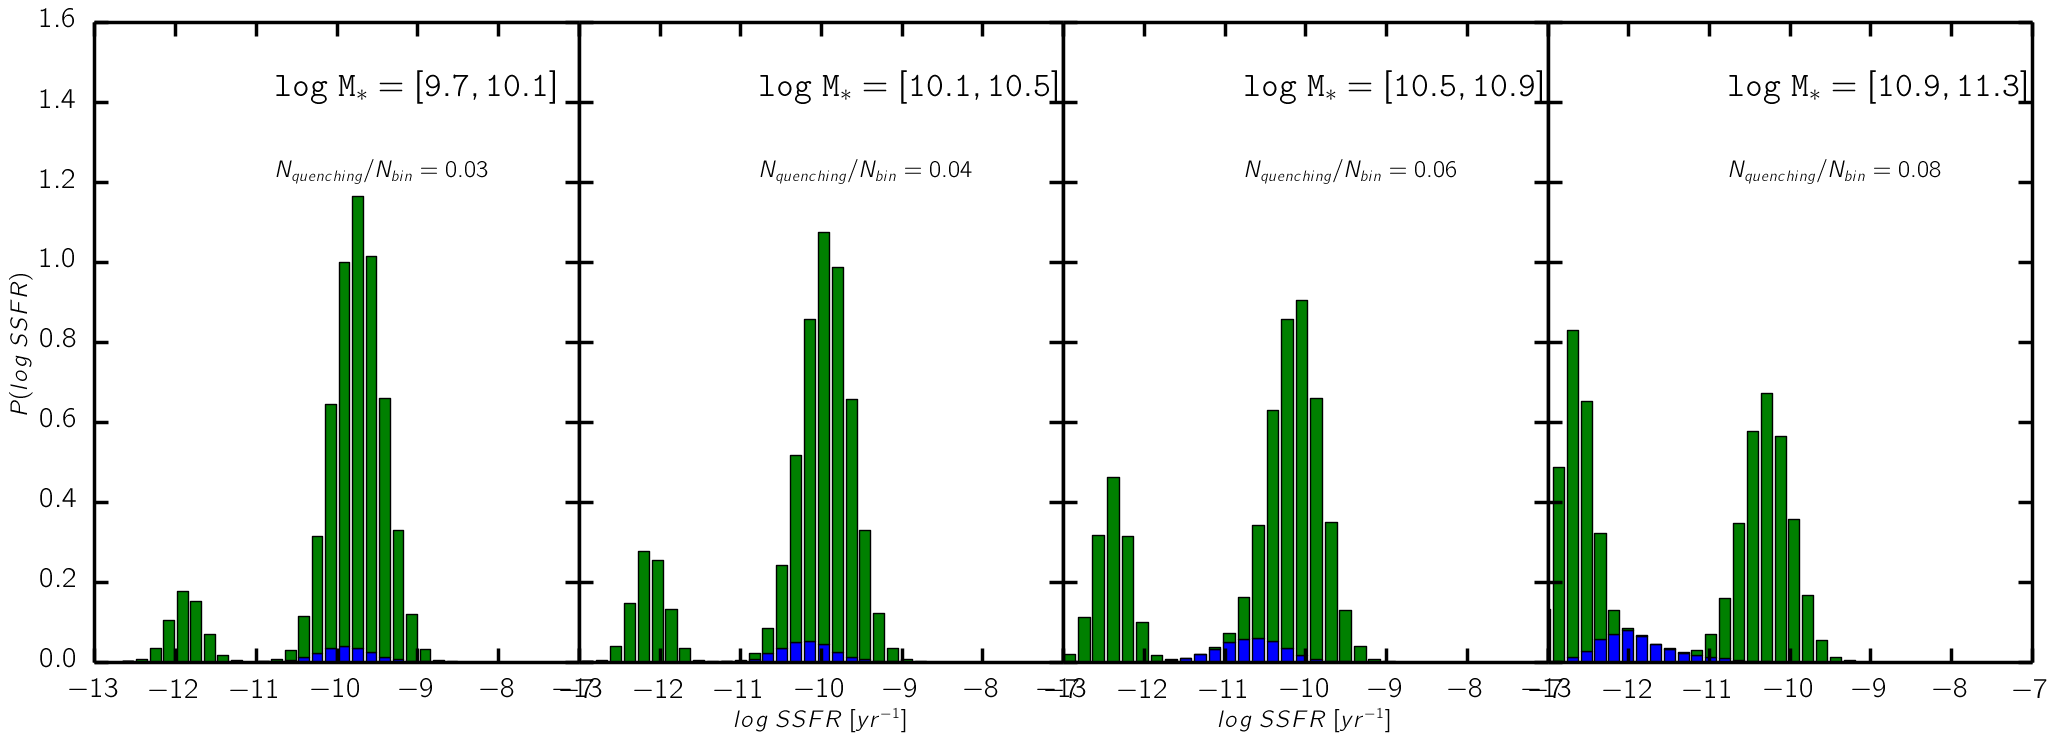 1.6
1.4
1.2
1.0
0.8
0.6
0.4
0.2
0.0
P(log SSFR)
log M* = [9.7, 10.1]
N_quenching/N_bin = 0.03
−13 −12 −11 −10 −9 −8 −7
log M* = [10.1, 10.5]
N_quenching/N_bin = 0.04
−13 −12 −11 −10 −9 −8 −7
log SSFR [yr⁻¹]
log M* = [10.5, 10.9]
N_quenching/N_bin = 0.06
−13 −12 −11 −10 −9 −8 −7
log SSFR [yr⁻¹]
log M* = [10.9, 11.3]
N_quenching/N_bin = 0.08
−13 −12 −11 −10 −9 −8 −7